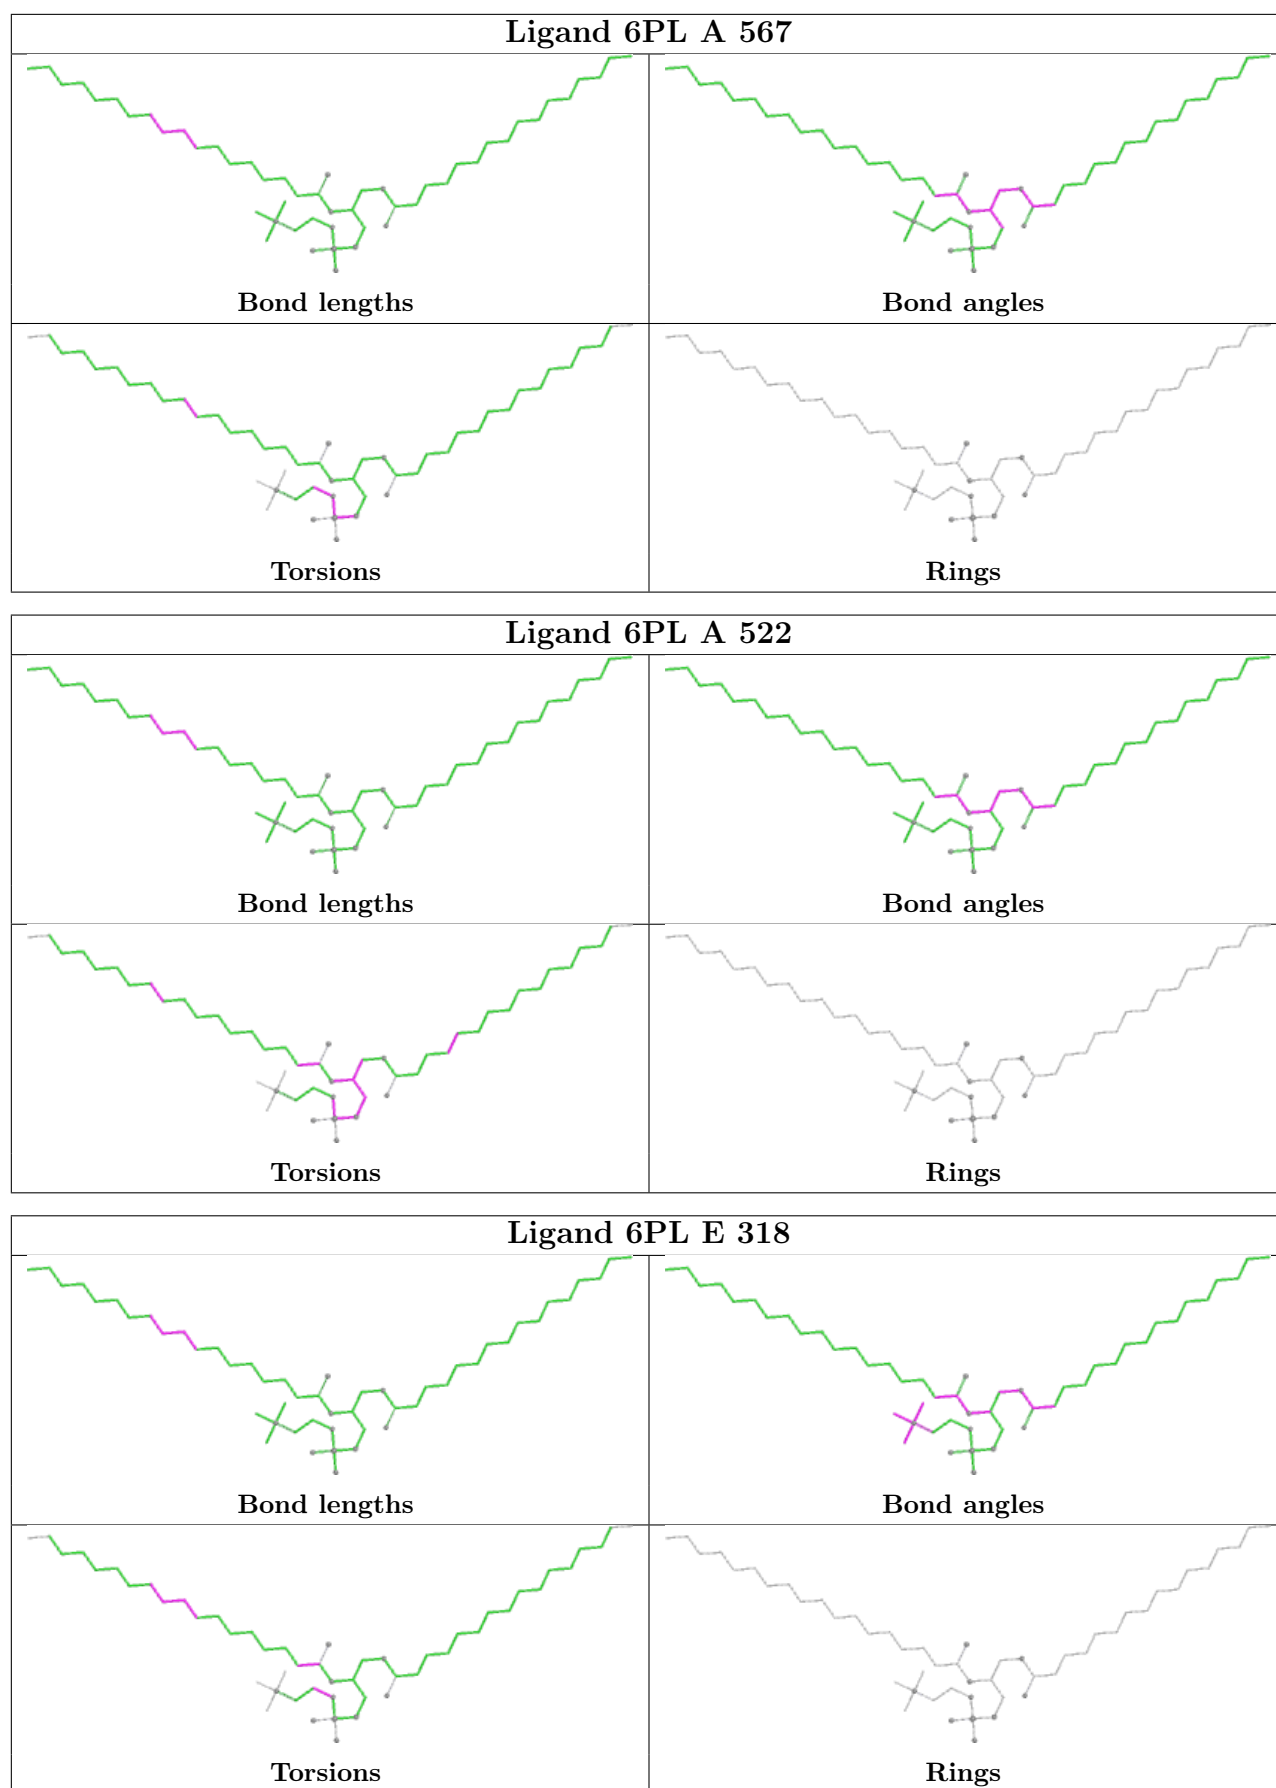 Ligand 6PL A 567
Bond lengths
Bond angles
Torsions
Rings
Ligand 6PL A 522
Bond lengths
Bond angles
Torsions
Rings
Ligand 6PL E 318
Bond lengths
Bond angles
Torsions
Rings